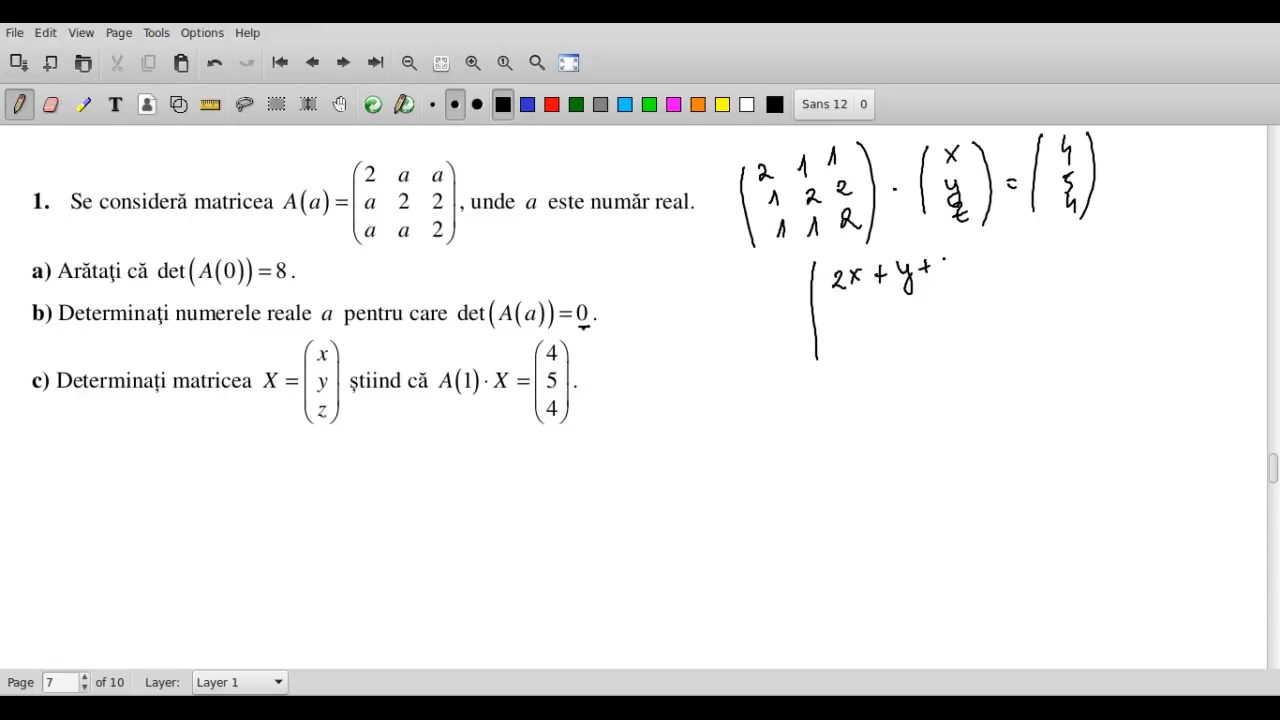 File Edit View Page Tools Options Help
Sans 12 0
1. Se consideră matricea A(a) = (2 a a
a 2 2
a a 2), unde a este număr real.
a) Arătaţi că det(A(0)) = 8.
b) Determinaţi numerele reale a pentru care det(A(a)) = 0.
c) Determinați matricea X = (x
y
z) știind că A(1) · X = (4
5
4).
(2 1 1
1 2 2
1 1 2) · (x
y
z) = (4
5
4)
(2x + y +
Page 7 of 10 Layer: Layer 1